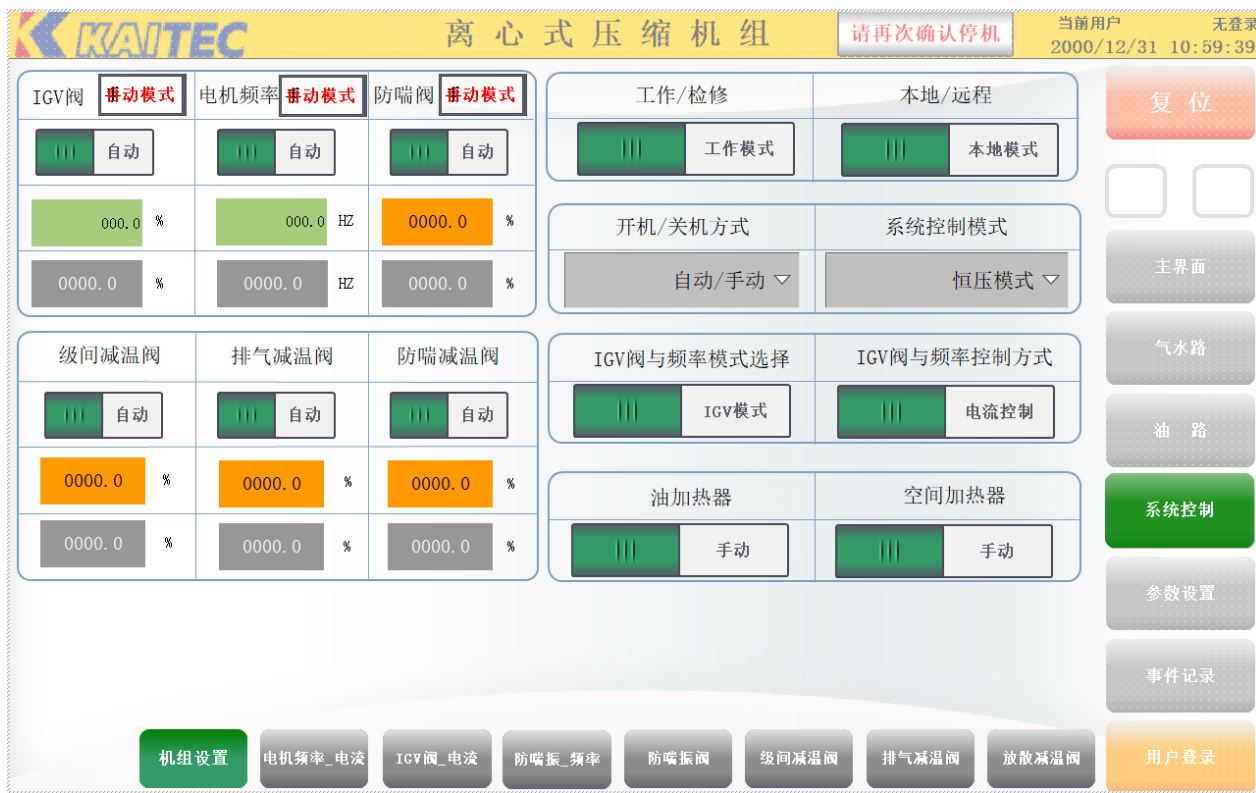 KAITEC 离心式压缩机组 请再次确认停机 当前用户 无登录
2000/12/31 10:59:39
IGV阀 手动模式 电机频率 手动模式 防喘阀 手动模式
自动 自动 自动
000.0 % 000.0 HZ 0000.0 %
0000.0 % 0000.0 HZ 0000.0 %
级间减温阀 排气减温阀 防喘减温阀
自动 自动 自动
0000.0 % 0000.0 % 0000.0 %
0000.0 % 0000.0 % 0000.0 %
工作/检修 本地/远程
工作模式 本地模式
开机/关机方式 系统控制模式
自动/手动 恒压模式
IGV阀与频率模式选择 IGV阀与频率控制方式
IGV模式 电流控制
油加热器 空间加热器
手动 手动
复 位
主界面
气水路
油 路
系统控制
参数设置
事件记录
用户登录
机组设置 电机频率_电流 IGV阀_电流 防喘振_频率 防喘振阀 级间减温阀 排气减温阀 放散减温阀